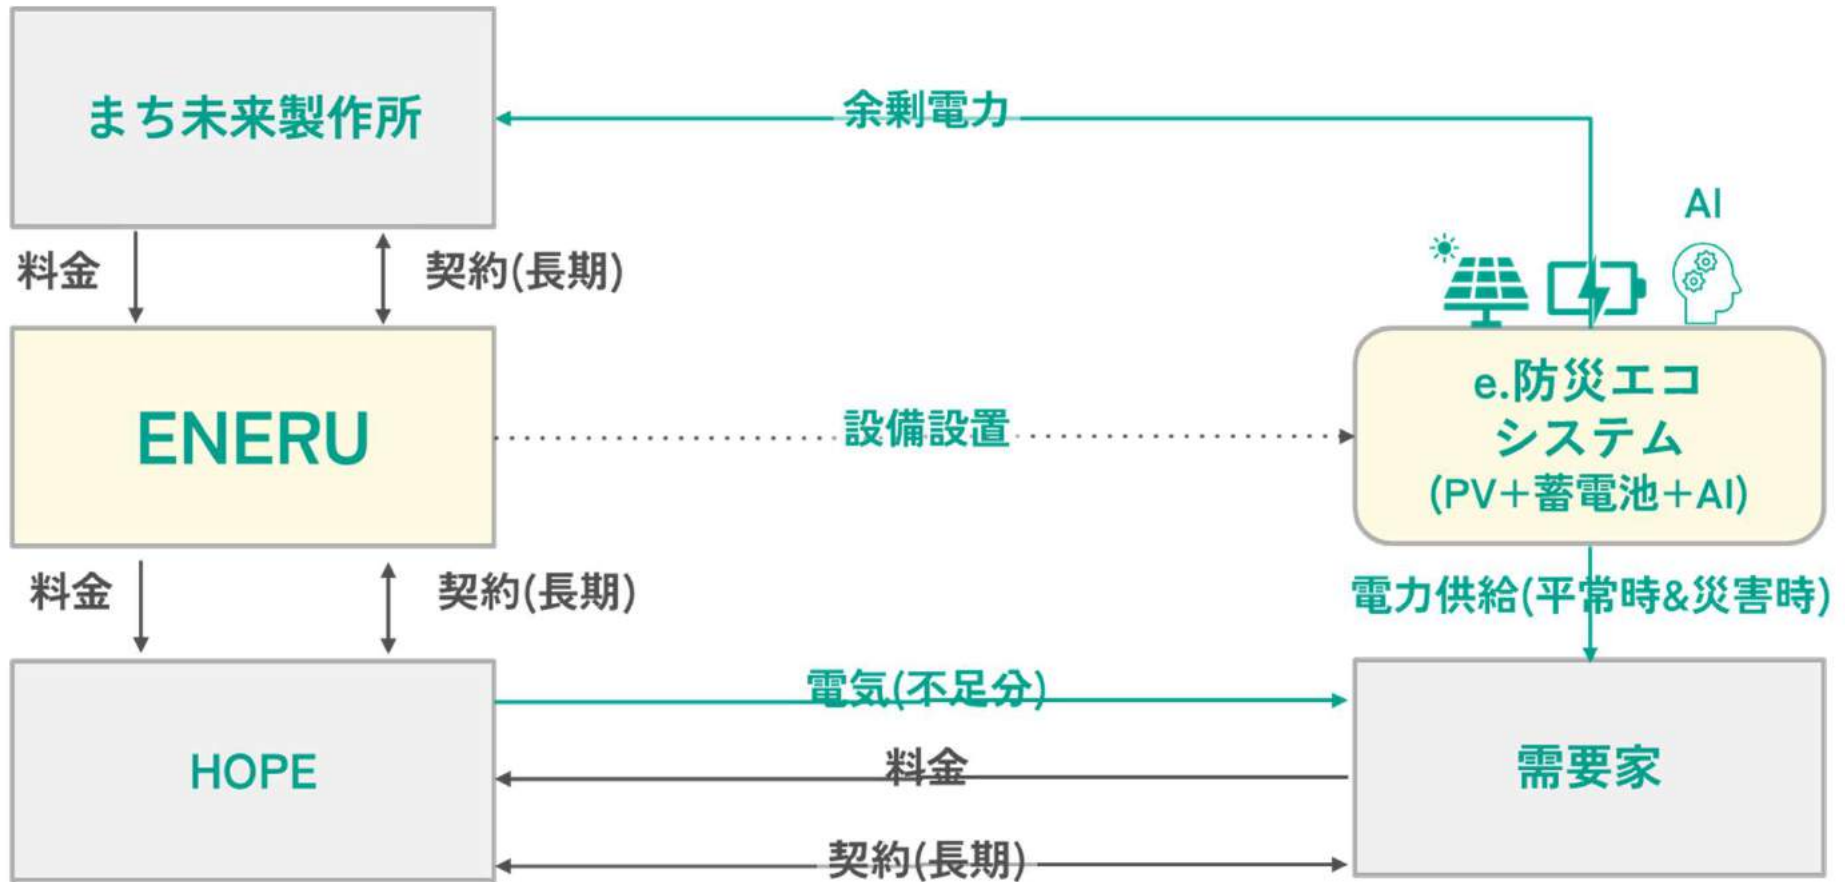 まち未来製作所
余剰電力
AI
料金
契約(長期)
ENERU
設備設置
e.防災エコ
システム
(PV＋蓄電池＋AI)
料金
契約(長期)
電力供給(平常時&災害時)
HOPE
電気(不足分)
料金
契約(長期)
需要家